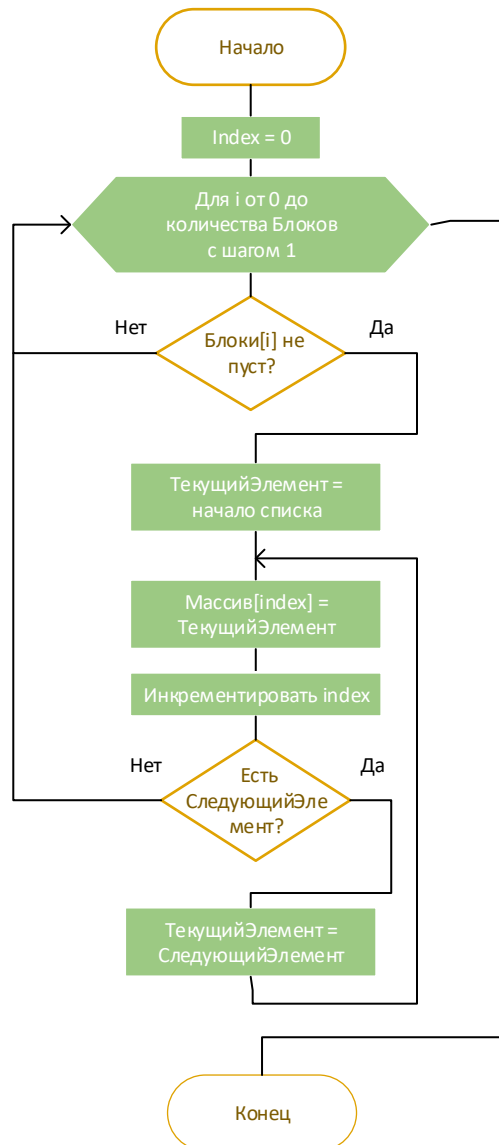 Начало
Index = 0
Для i от 0 до
количества Блоков
с шагом 1
Нет
Да
Блоки[i] не
пуст?
ТекущийЭлемент =
начало списка
Массив[index] =
ТекущийЭлемент
Инкрементировать index
Нет
Да
Есть
СледующийЭле
мент?
ТекущийЭлемент =
СледующийЭлемент
Конец